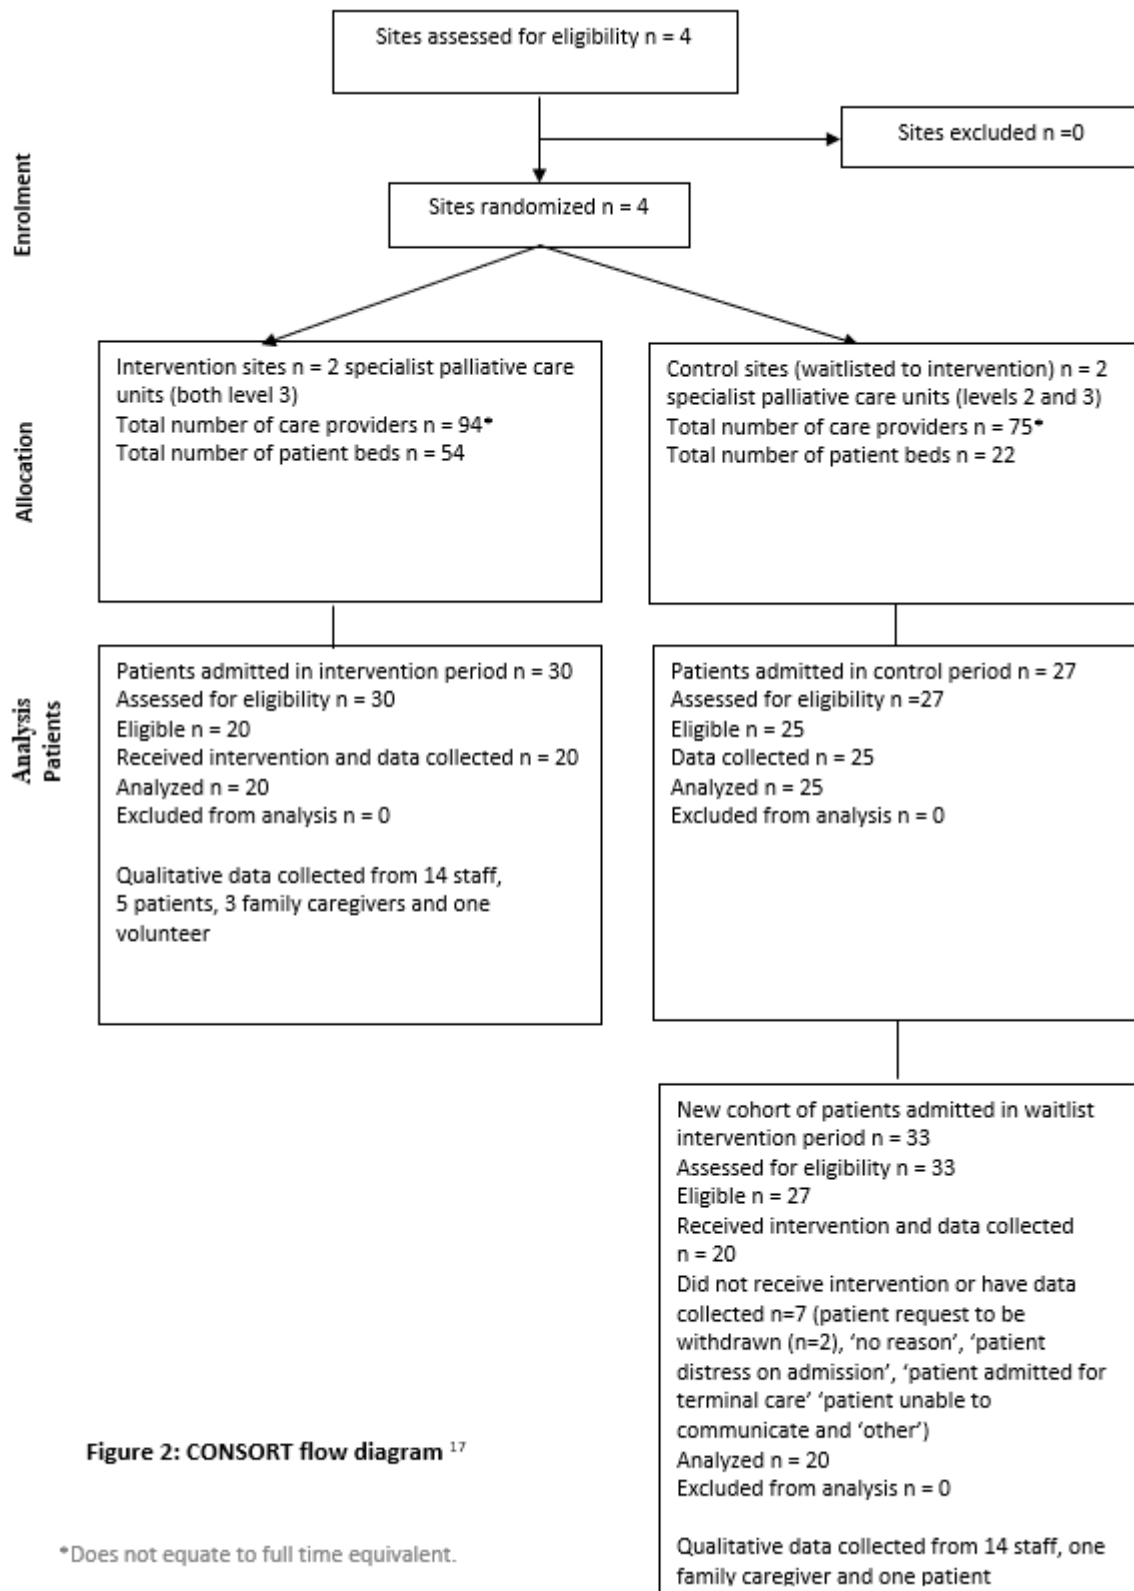 Sites assessed for eligibility n = 4
Sites excluded n =0
Enrolment
Sites randomized n = 4
Allocation
Intervention sites n = 2 specialist palliative care
units (both level 3)
Total number of care providers n = 94*
Total number of patient beds n = 54
Control sites (waitlisted to intervention) n = 2
specialist palliative care units (levels 2 and 3)
Total number of care providers n = 75*
Total number of patient beds n = 22
Analysis
Patients
Patients admitted in intervention period n = 30
Assessed for eligibility n = 30
Eligible n = 20
Received intervention and data collected n = 20
Analyzed n = 20
Excluded from analysis n = 0
Qualitative data collected from 14 staff,
5 patients, 3 family caregivers and one
volunteer
Patients admitted in control period n = 27
Assessed for eligibility n =27
Eligible n = 25
Data collected n = 25
Analyzed n = 25
Excluded from analysis n = 0
New cohort of patients admitted in waitlist
intervention period n = 33
Assessed for eligibility n = 33
Eligible n = 27
Received intervention and data collected
n = 20
Did not receive intervention or have data
collected n=7 (patient request to be
withdrawn (n=2), ‘no reason’, ‘patient
distress on admission’, ‘patient admitted for
terminal care’ ‘patient unable to
communicate and ‘other’)
Analyzed n = 20
Excluded from analysis n = 0
Qualitative data collected from 14 staff, one
family caregiver and one patient
Figure 2: CONSORT flow diagram 17
*Does not equate to full time equivalent.